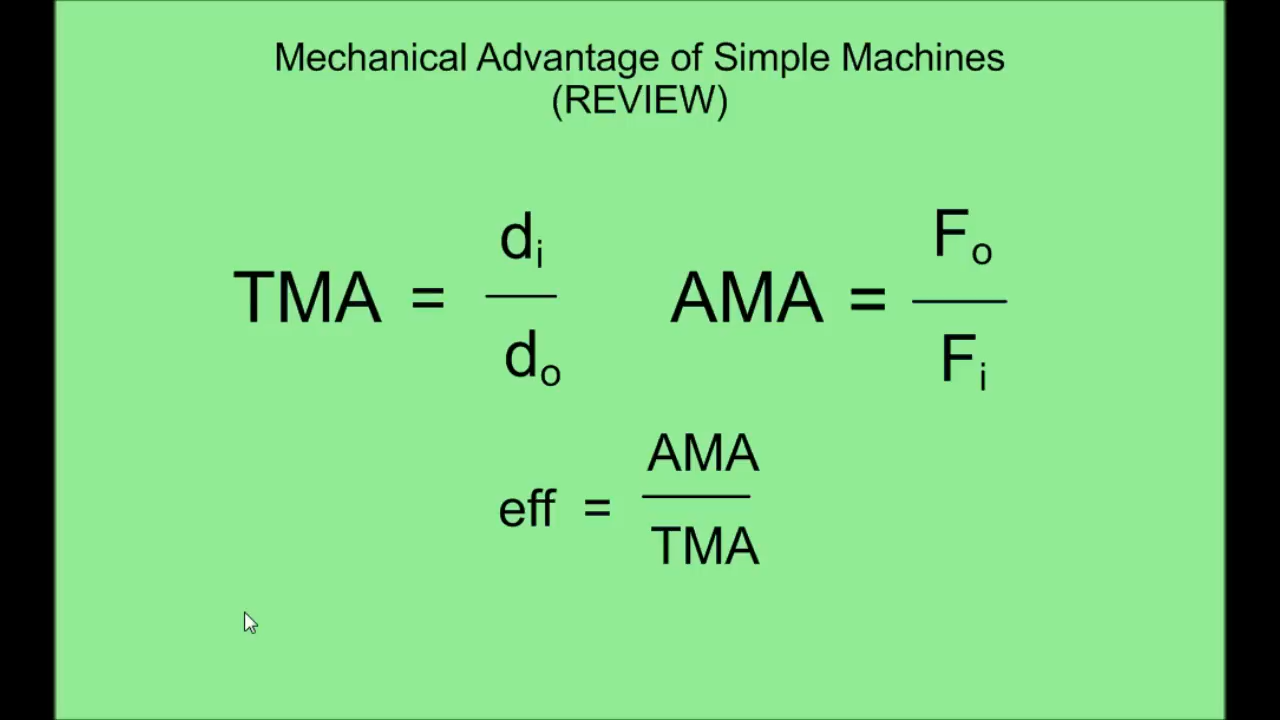 Mechanical Advantage of Simple Machines
(REVIEW)
TMA = di/do
AMA = Fo/Fi
eff = AMA/TMA